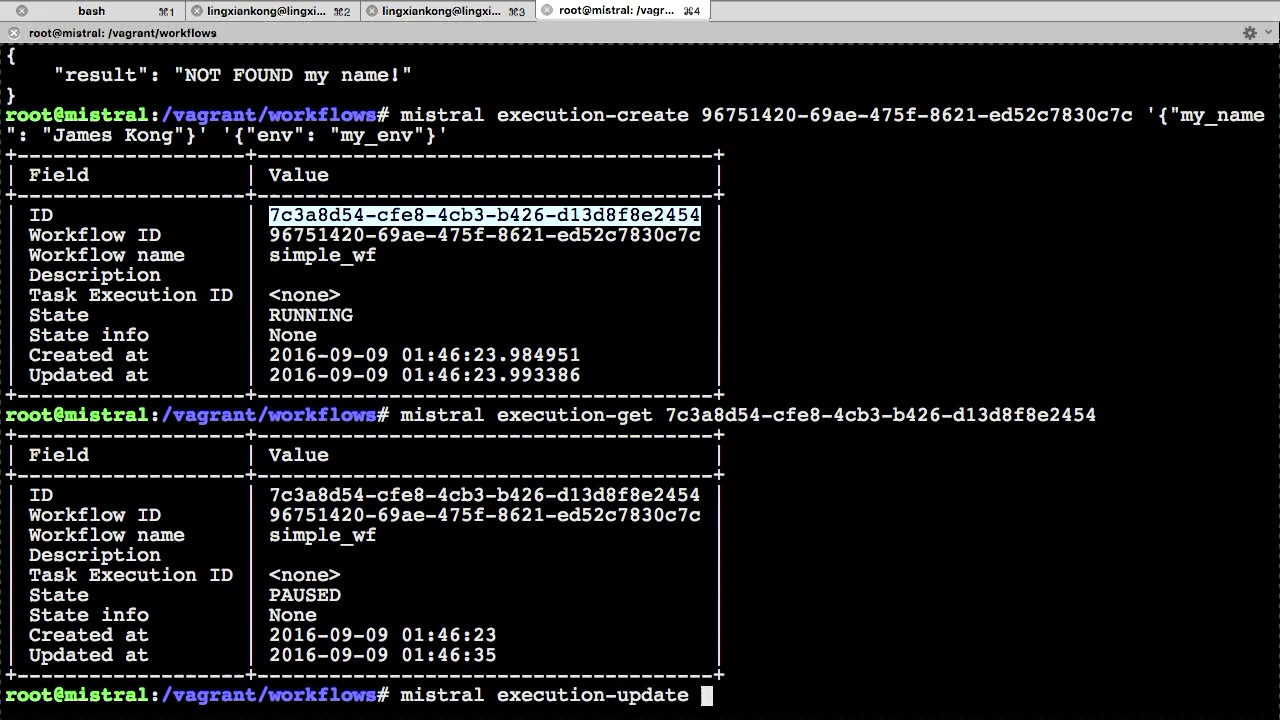 bash ⌘1 lingxiankong@lingxi... ⌘2 lingxiankong@lingxi... ⌘3 root@mistral: /vagr... ⌘4
root@mistral: /vagrant/workflows
{
"result": "NOT FOUND my name!"
}
root@mistral:/vagrant/workflows# mistral execution-create 96751420-69ae-475f-8621-ed52c7830c7c '{"my_name
": "James Kong"}' '{"env": "my_env"}'
+--------------------+--------------------------------------+
| Field | Value |
+--------------------+--------------------------------------+
| ID | 7c3a8d54-cfe8-4cb3-b426-d13d8f8e2454 |
| Workflow ID | 96751420-69ae-475f-8621-ed52c7830c7c |
| Workflow name | simple_wf |
| Description | |
| Task Execution ID | <none> |
| State | RUNNING |
| State info | None |
| Created at | 2016-09-09 01:46:23.984951 |
| Updated at | 2016-09-09 01:46:23.993386 |
+--------------------+--------------------------------------+
root@mistral:/vagrant/workflows# mistral execution-get 7c3a8d54-cfe8-4cb3-b426-d13d8f8e2454
+--------------------+--------------------------------------+
| Field | Value |
+--------------------+--------------------------------------+
| ID | 7c3a8d54-cfe8-4cb3-b426-d13d8f8e2454 |
| Workflow ID | 96751420-69ae-475f-8621-ed52c7830c7c |
| Workflow name | simple_wf |
| Description | |
| Task Execution ID | <none> |
| State | PAUSED |
| State info | None |
| Created at | 2016-09-09 01:46:23 |
| Updated at | 2016-09-09 01:46:35 |
+--------------------+--------------------------------------+
root@mistral:/vagrant/workflows# mistral execution-update